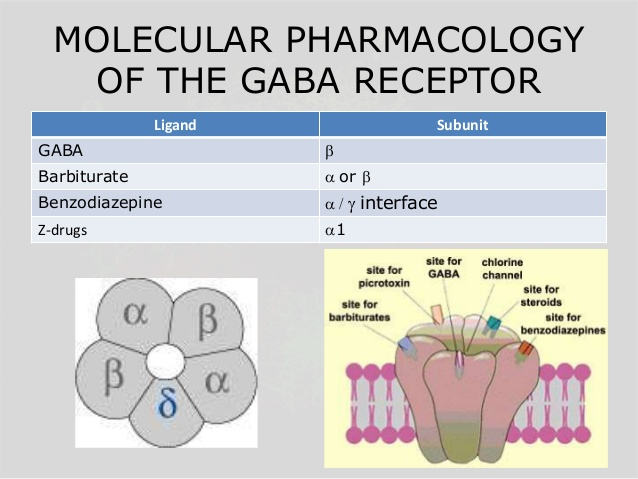 MOLECULAR PHARMACOLOGY
OF THE GABA RECEPTOR
Ligand Subunit
GABA β
Barbiturate α or β
Benzodiazepine α / γ interface
Z-drugs α1
α β
β α
δ
site for
picrotoxin
site for
GABA
chlorine
channel
site for
steroids
site for
barbiturates
site for
benzodiazepines